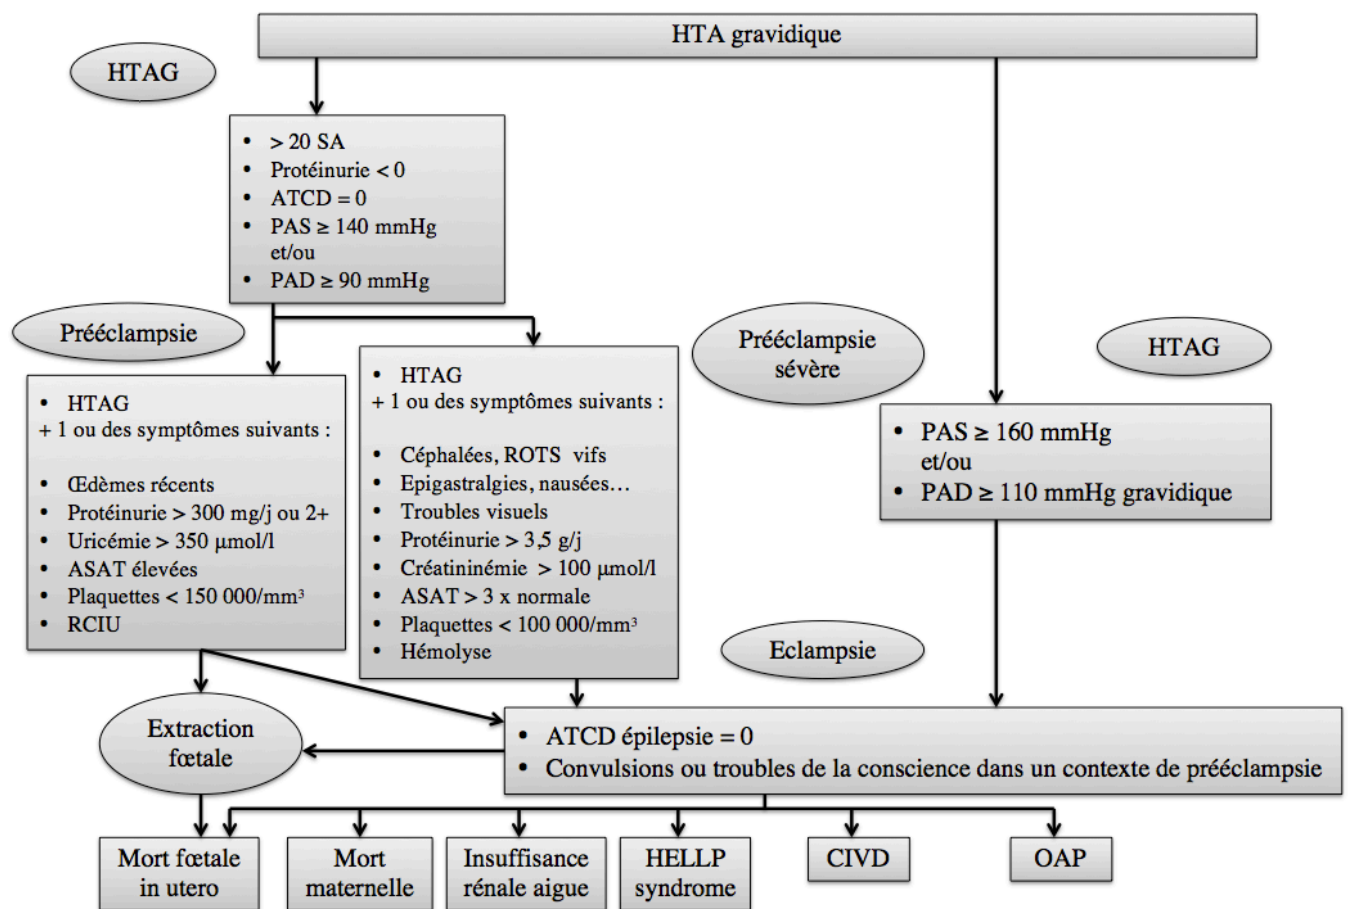 HTA gravidique
HTAG
• > 20 SA
• Protéinurie < 0
• ATCD = 0
• PAS ≥ 140 mmHg
et/ou
• PAD ≥ 90 mmHg
Prééclampsie
• HTAG
+ 1 ou des symptômes suivants :
• Œdèmes récents
• Protéinurie > 300 mg/j ou 2+
• Uricémie > 350 µmol/l
• ASAT élevées
• Plaquettes < 150 000/mm³
• RCIU
• HTAG
+ 1 ou des symptômes suivants :
• Céphalées, ROTS vifs
• Epigastralgies, nausées…
• Troubles visuels
• Protéinurie > 3,5 g/j
• Créatininémie > 100 µmol/l
• ASAT > 3 x normale
• Plaquettes < 100 000/mm³
• Hémolyse
Prééclampsie
sévère
HTAG
• PAS ≥ 160 mmHg
et/ou
• PAD ≥ 110 mmHg gravidique
Eclampsie
Extraction
fœtale
• ATCD épilepsie = 0
• Convulsions ou troubles de la conscience dans un contexte de prééclampsie
Mort fœtale
in utero
Mort
maternelle
Insuffisance
rénale aigue
HELLP
syndrome
CIVD
OAP